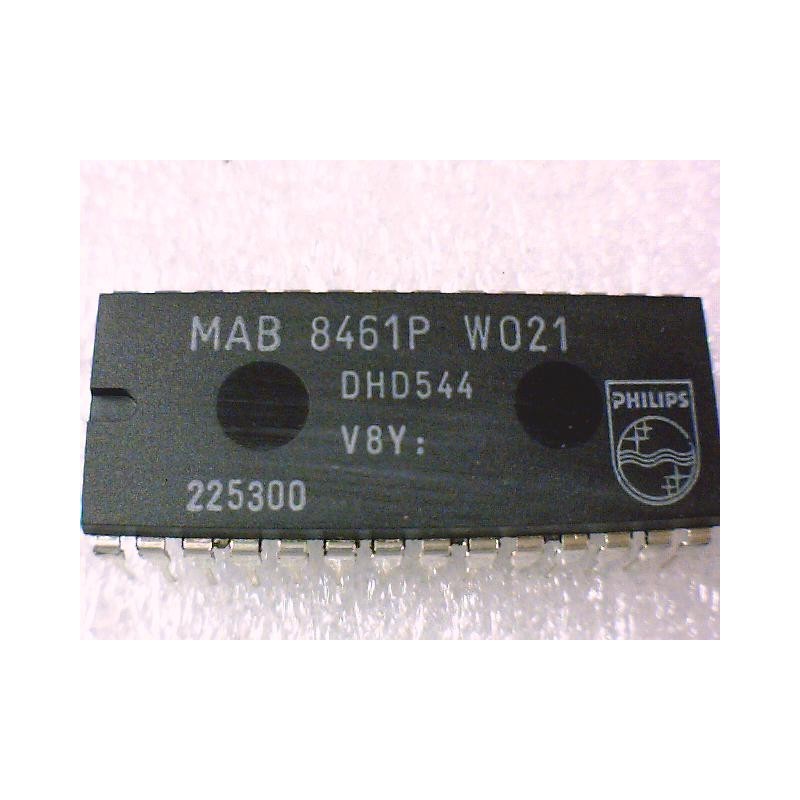 MAB 8461P W021
DHD544
V8Y:
PHILIPS
225300